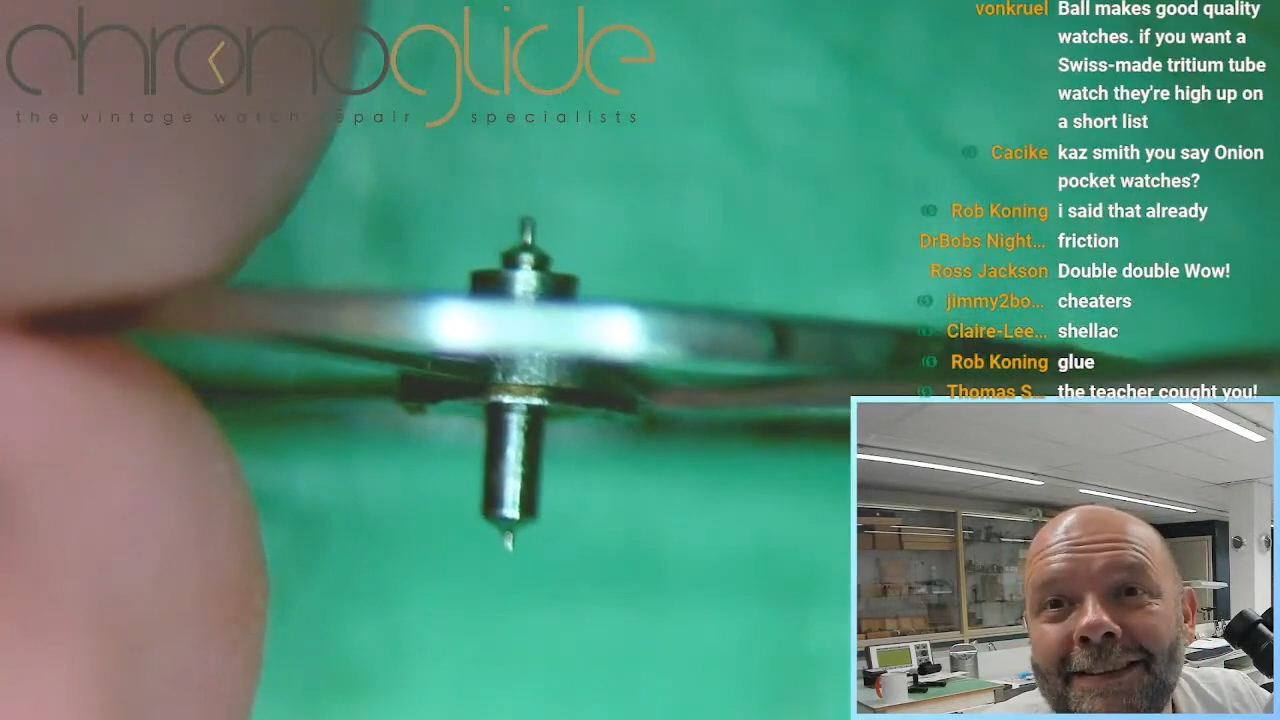 chronoglide
the vintage watch repair specialists
vonkruel Ball makes good quality
watches. if you want a
Swiss-made tritium tube
watch they're high up on
a short list
Cacike kaz smith you say Onion
pocket watches?
Rob Koning i said that already
DrBobs Night... friction
Ross Jackson Double double Wow!
jimmy2bo... cheaters
Claire-Lee... shellac
Rob Koning glue
Thomas S... the teacher cought you!